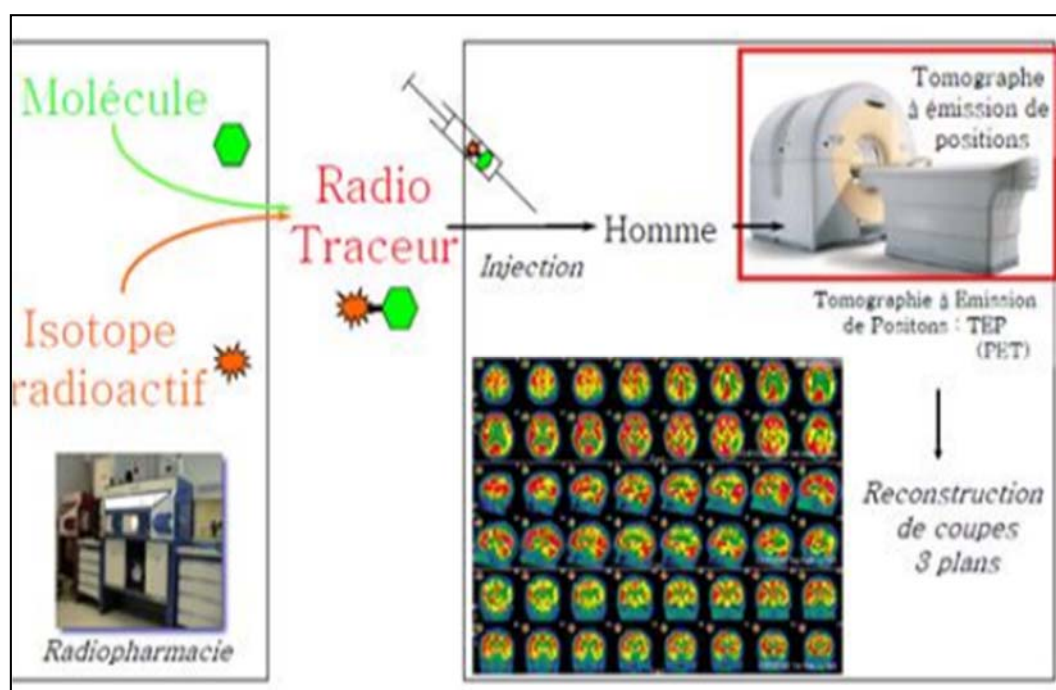 Molécule
Isotope
radioactif
Radiopharmacie
Radio
Traceur
Injection
Homme
Tomographe
à émission de
positions
Tomographie à Emission
de Positons : TEP
(PET)
Reconstruction
de coupes
3 plans